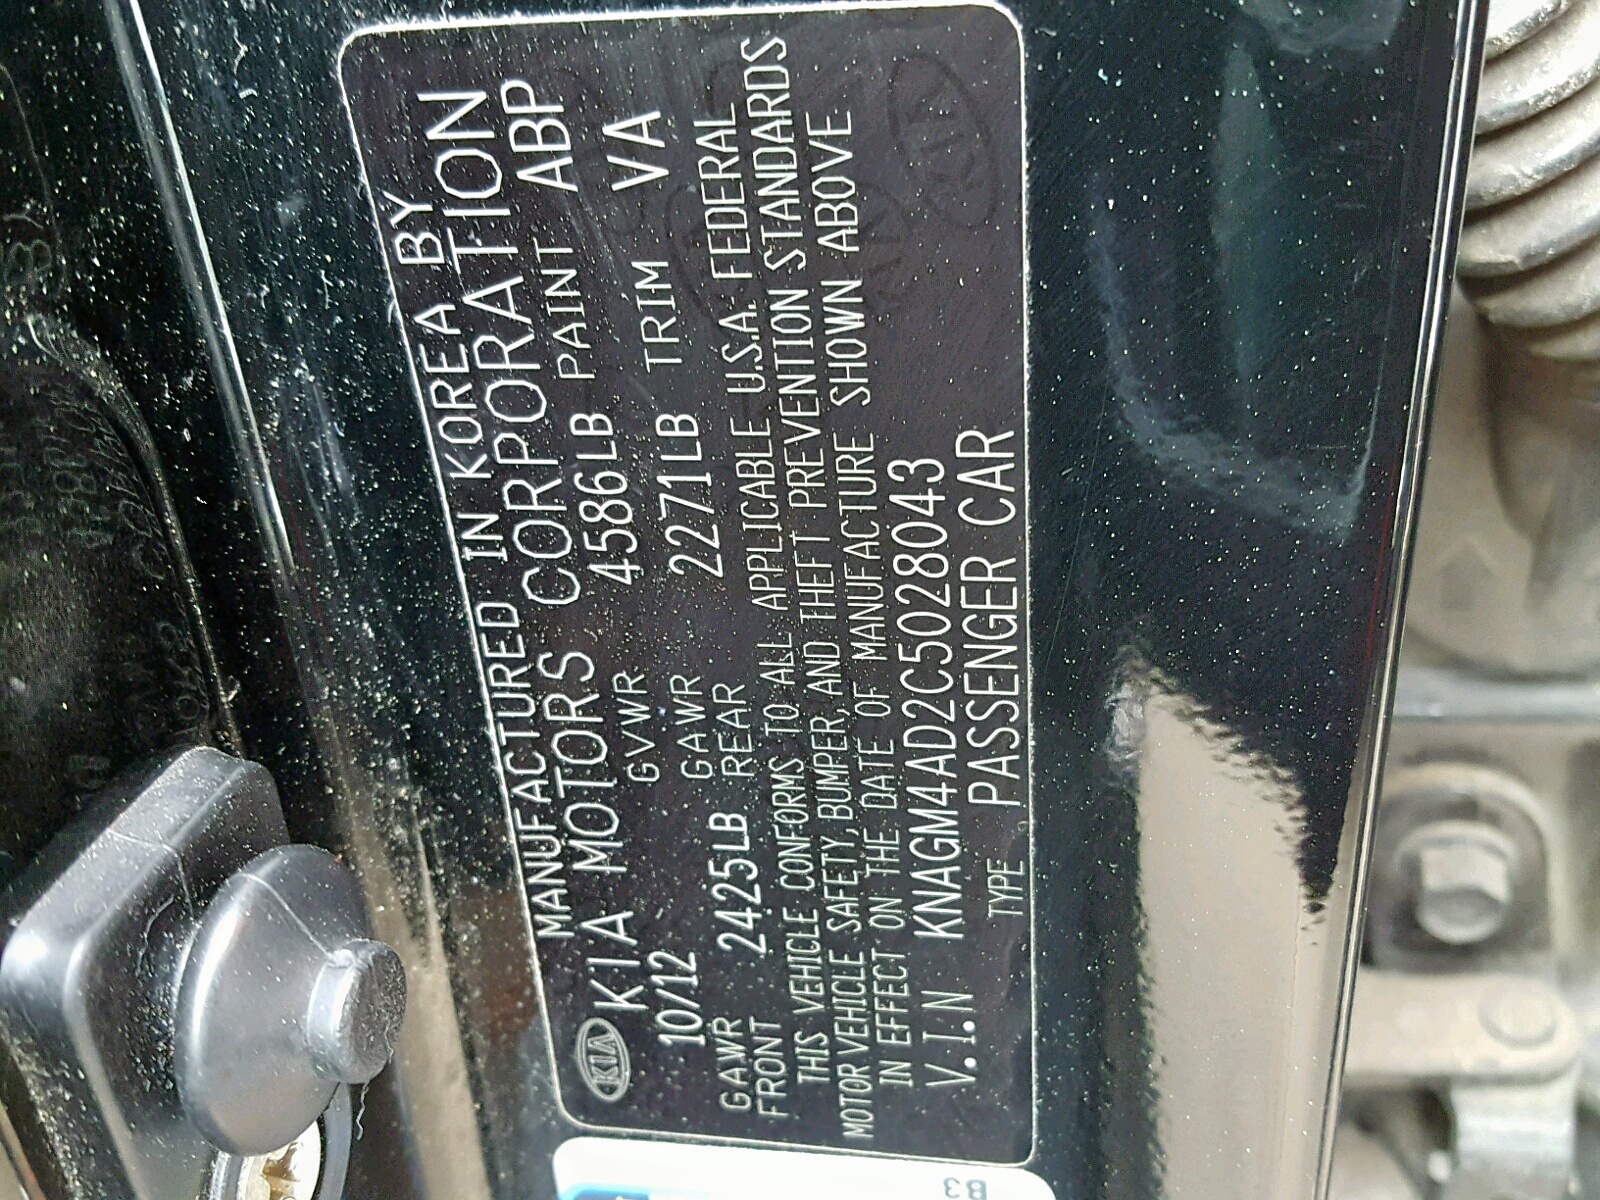 MANUFACTURED IN KOREA BY
KIA KIA MOTORS CORPORATION
10/12 GVWR 4586LB PAINT ABP
GAWR FRONT 2425LB GAWR REAR 2271LB TRIM VA
THIS VEHICLE CONFORMS TO ALL APPLICABLE U.S.A. FEDERAL
MOTOR VEHICLE SAFETY, BUMPER, AND THEFT PREVENTION STANDARDS
IN EFFECT ON THE DATE OF MANUFACTURE SHOWN ABOVE
V.I.N KNAGM4AD2C5028043
TYPE PASSENGER CAR
B3